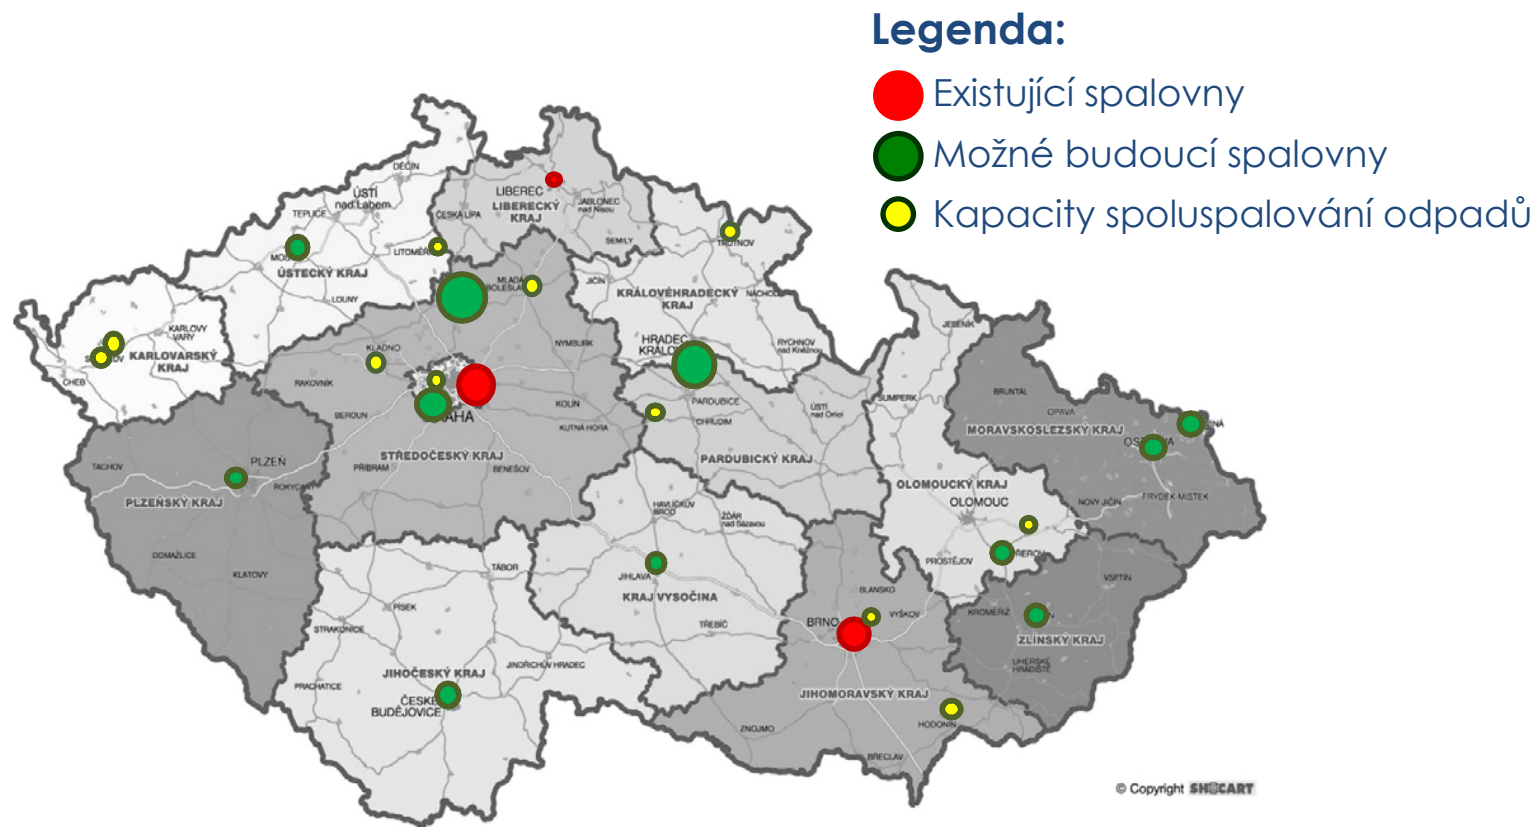 Legenda:
Existující spalovny
Možné budoucí spalovny
Kapacity spoluspalování odpadů
DĚČÍN
ÚSTÍ
nad Labem
TEPLICE
LIBEREC
LIBERECKÝ
KRAJ
JABLONEC
nad Nisou
ČESKÁ LÍPA
SEMILY
TRUTNOV
ÚSTECKÝ KRAJ
LOUNY
MLADÁ
JIČÍN
KRÁLOVÉHRADECKÝ
KRAJ
NÁCHOD
JESENÍK
KARLOVY
VARY
KARLOVARSKÝ
KRAJ
CHEB
KLADNO
NYMBURK
HRADEC
RYCHNOV
nad Kněžnou
RAKOVNÍK
BEROUN
KOLÍN
KUTNÁ HORA
PARDUBICE
CHRUDIM
ÚSTÍ
nad Orlicí
ŠUMPERK
BRUNTÁL
OPAVA
MORAVSKOSLEZSKÝ KRAJ
TACHOV
PLZEŇ
PLZEŇSKÝ KRAJ
PŘÍBRAM
STŘEDOČESKÝ KRAJ
BENEŠOV
PARDUBICKÝ KRAJ
OLOMOUCKÝ KRAJ
OLOMOUC
NOVÝ JIČÍN
FRÝDEK-MÍSTEK
HAVLÍČKŮV
BROD
ŽĎÁR
nad Sázavou
DOMAŽLICE
KLATOVY
TÁBOR
JIHLAVA
KRAJ VYSOČINA
PROSTĚJOV
VSETÍN
PÍSEK
STRAKONICE
TŘEBÍČ
BLANSKO
BRNO
VYŠKOV
KROMĚŘÍŽ
ZLÍNSKÝ KRAJ
UHERSKÉ
HRADIŠTĚ
JIHOČESKÝ KRAJ
JINDŘICHŮV HRADEC
PRACHATICE
ČESKÉ
BUDĚJOVICE
JIHOMORAVSKÝ KRAJ
ZNOJMO
HODONÍN
BŘECLAV
© Copyright SHOCART